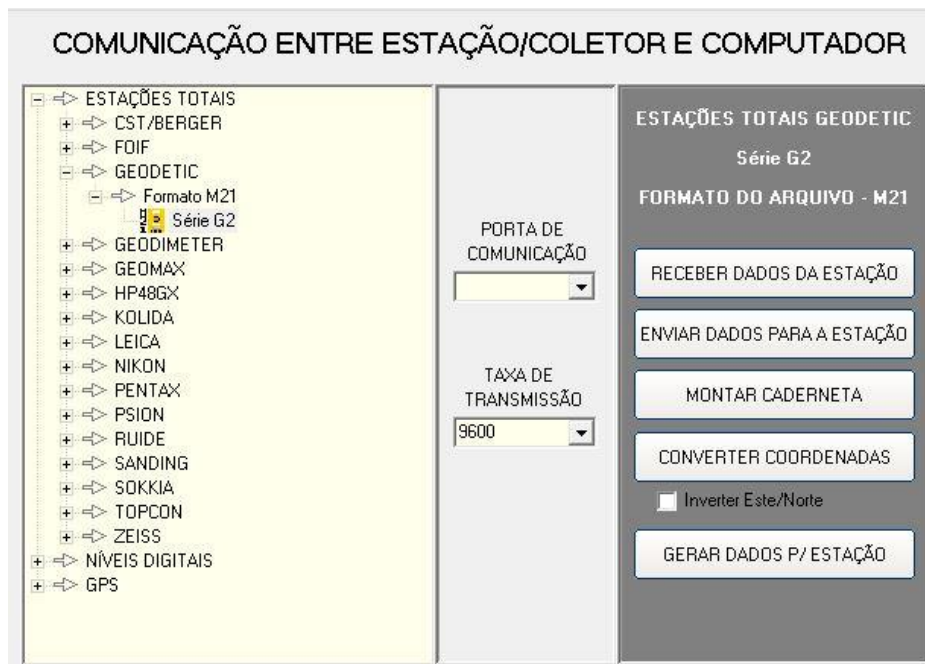 COMUNICAÇÃO ENTRE ESTAÇÃO/COLETOR E COMPUTADOR
ESTAÇÕES TOTAIS
CST/BERGER
FOIF
GEODETIC
Formato M21
Série G2
GEODIMETER
GEOMAX
HP48GX
KOLIDA
LEICA
NIKON
PENTAX
PSION
RUIDE
SANDING
SOKKIA
TOPCON
ZEISS
NÍVEIS DIGITAIS
GPS
PORTA DE
COMUNICAÇÃO
TAXA DE
TRANSMISSÃO
9600
ESTAÇÕES TOTAIS GEODETIC
Série G2
FORMATO DO ARQUIVO - M21
RECEBER DADOS DA ESTAÇÃO
ENVIAR DADOS PARA A ESTAÇÃO
MONTAR CADERNETA
CONVERTER COORDENADAS
Inverter Este/Norte
GERAR DADOS P/ ESTAÇÃO